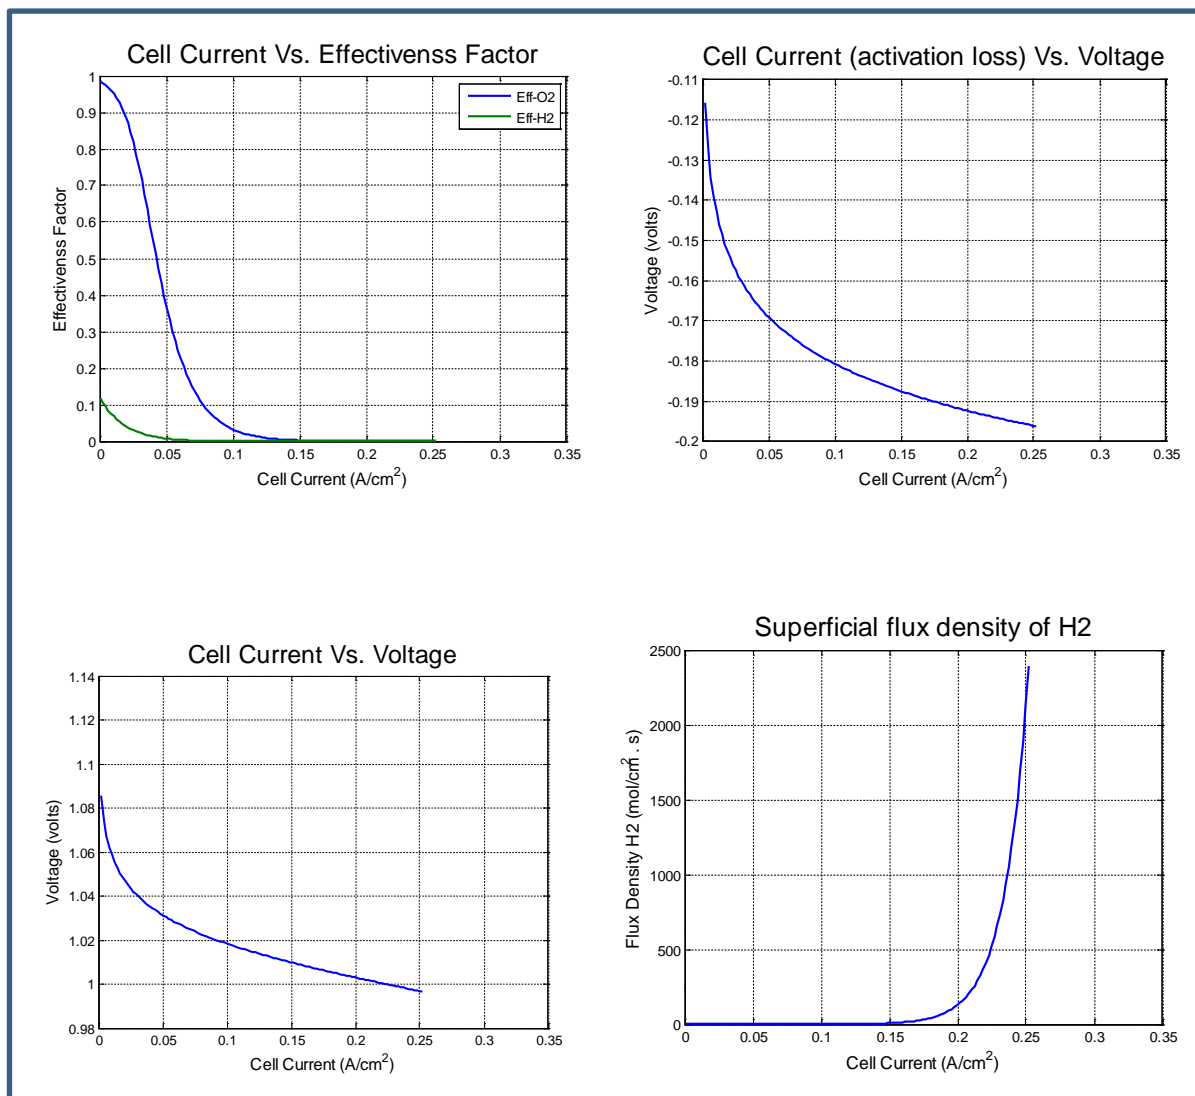 Cell Current Vs. Effectivenss Factor
1
0.9
0.8
0.7
0.6
0.5
0.4
0.3
0.2
0.1
0
Effectivenss Factor
Eff-O2
Eff-H2
0 0.05 0.1 0.15 0.2 0.25 0.3 0.35
Cell Current (A/cm²)
Cell Current (activation loss) Vs. Voltage
-0.11
-0.12
-0.13
-0.14
-0.15
-0.16
-0.17
-0.18
-0.19
-0.2
Voltage (volts)
0 0.05 0.1 0.15 0.2 0.25 0.3 0.35
Cell Current (A/cm²)
Cell Current Vs. Voltage
1.14
1.12
1.1
1.08
1.06
1.04
1.02
1
0.98
Voltage (volts)
0 0.05 0.1 0.15 0.2 0.25 0.3 0.35
Cell Current (A/cm²)
Superficial flux density of H2
2500
2000
1500
1000
500
0
Flux Density H2 (mol/cm² . s)
0 0.05 0.1 0.15 0.2 0.25 0.3 0.35
Cell Current (A/cm²)